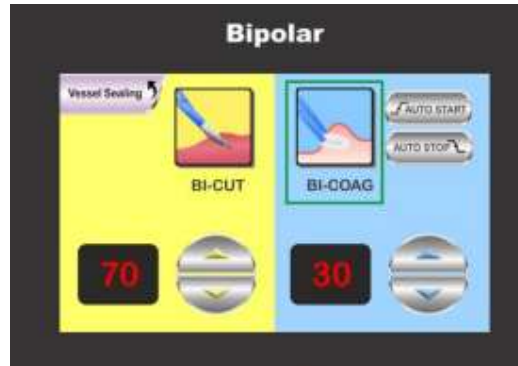 Bipolar
Vessel Sealing
AUTO START
AUTO STOP
BI-CUT
BI-COAG
70
30